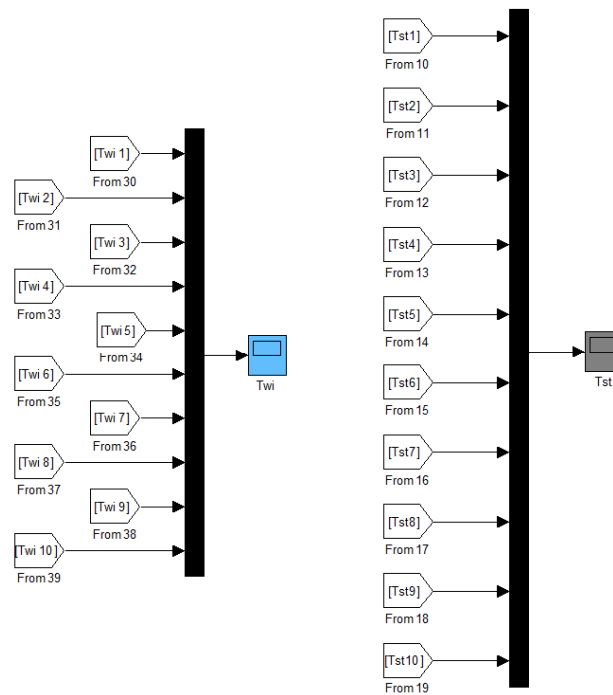 [Twi 1]
From 30
[Twi 2]
From 31
[Twi 3]
From 32
[Twi 4]
From 33
[Twi 5]
From 34
[Twi 6]
From 35
[Twi 7]
From 36
[Twi 8]
From 37
[Twi 9]
From 38
[Twi 10]
From 39
Twi
[Tst1]
From 10
[Tst2]
From 11
[Tst3]
From 12
[Tst4]
From 13
[Tst5]
From 14
[Tst6]
From 15
[Tst7]
From 16
[Tst8]
From 17
[Tst9]
From 18
[Tst10]
From 19
Tst